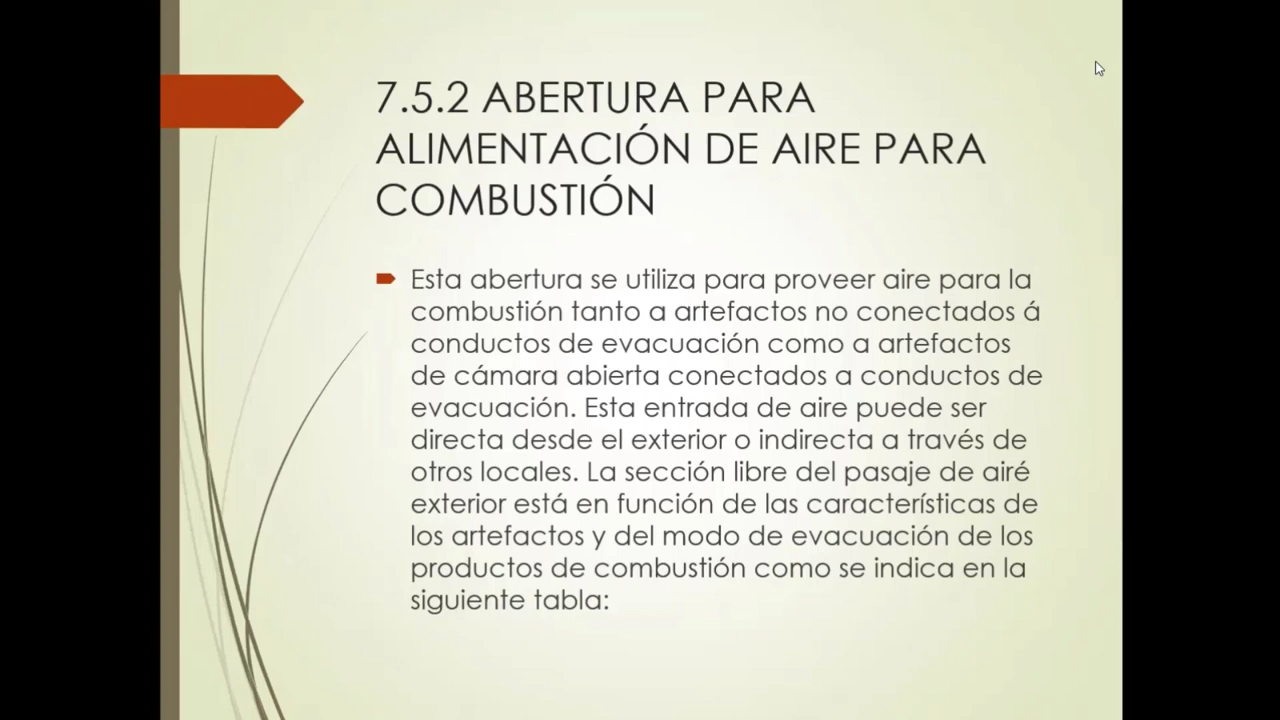 7.5.2 ABERTURA PARA
ALIMENTACIÓN DE AIRE PARA
COMBUSTIÓN
Esta abertura se utiliza para proveer aire para la
combustión tanto a artefactos no conectados á
conductos de evacuación como a artefactos
de cámara abierta conectados a conductos de
evacuación. Esta entrada de aire puede ser
directa desde el exterior o indirecta a través de
otros locales. La sección libre del pasaje de airé
exterior está en función de las características de
los artefactos y del modo de evacuación de los
productos de combustión como se indica en la
siguiente tabla: